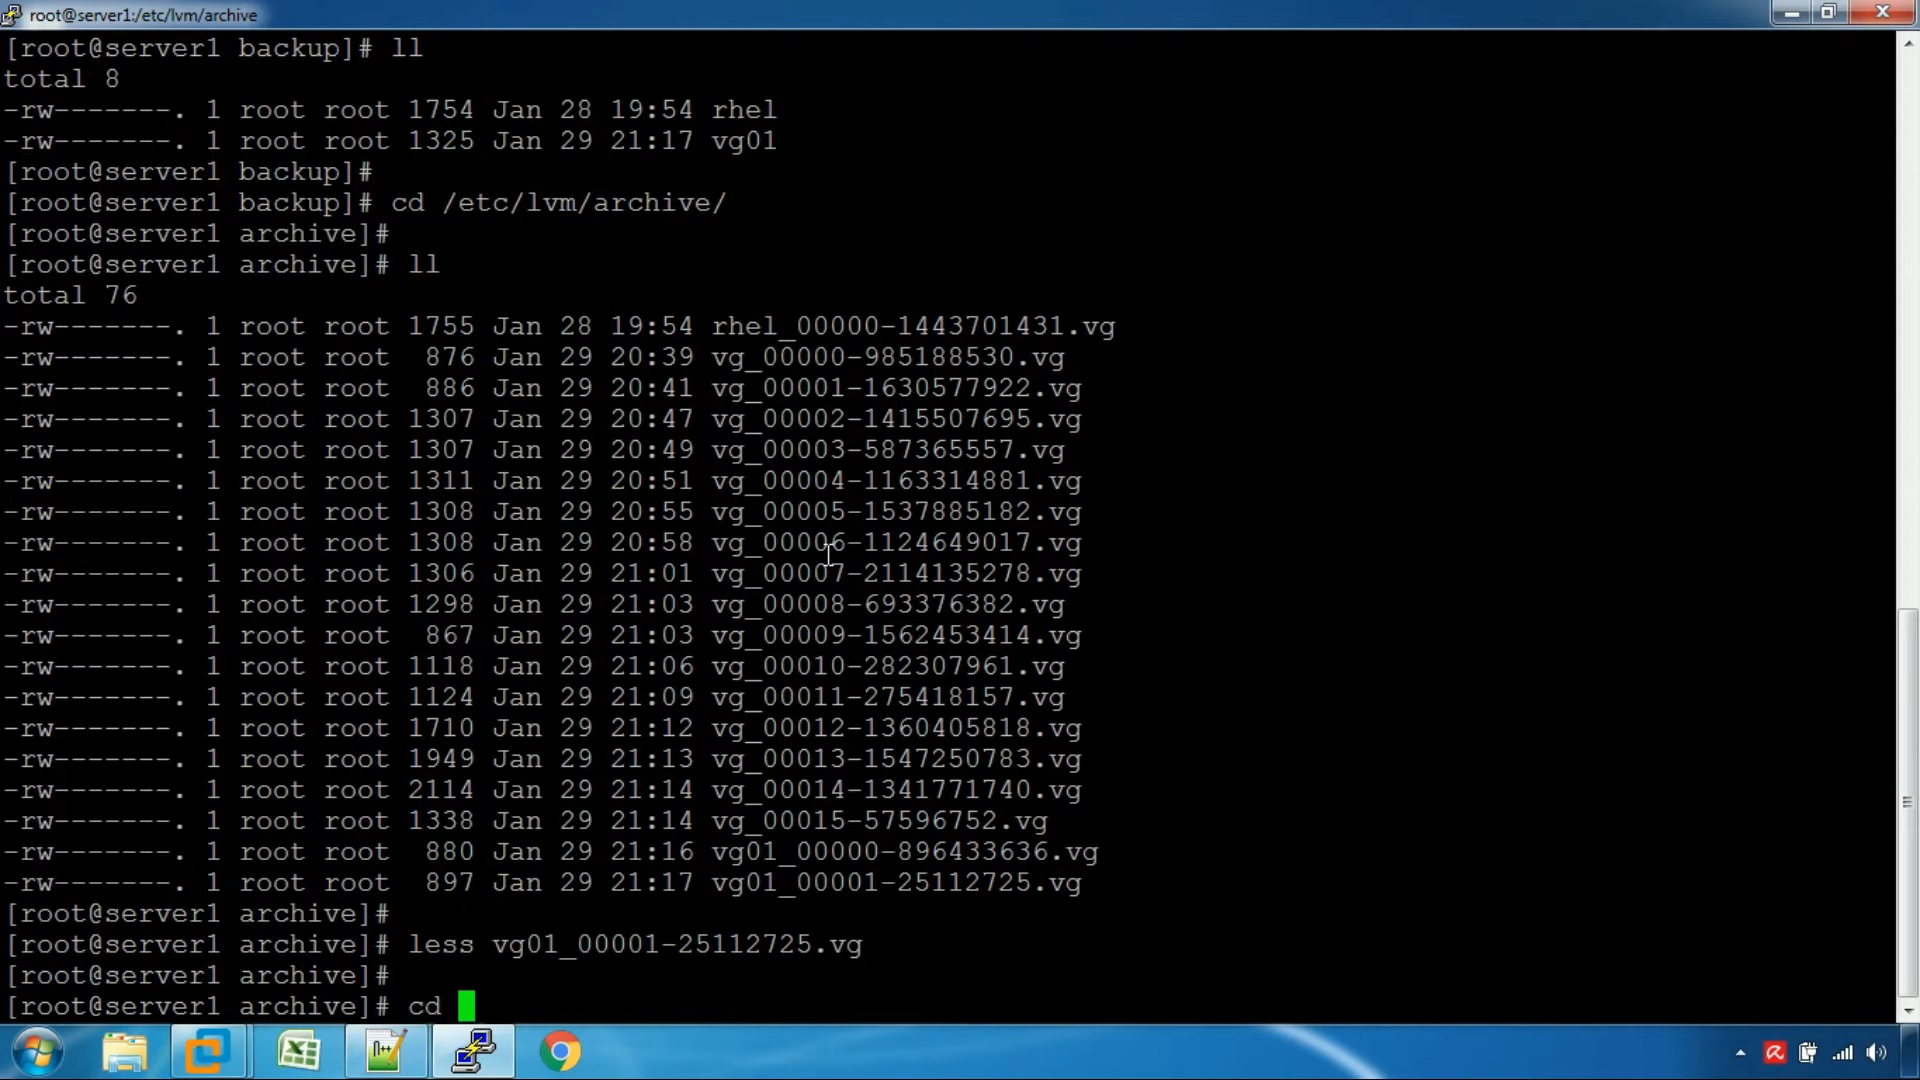 root@server1:/etc/lvm/archive
[root@server1 backup]# ll
total 8
-rw-------. 1 root root 1754 Jan 28 19:54 rhel
-rw-------. 1 root root 1325 Jan 29 21:17 vg01
[root@server1 backup]#
[root@server1 backup]# cd /etc/lvm/archive/
[root@server1 archive]#
[root@server1 archive]# ll
total 76
-rw-------. 1 root root 1755 Jan 28 19:54 rhel_00000-1443701431.vg
-rw-------. 1 root root  876 Jan 29 20:39 vg_00000-985188530.vg
-rw-------. 1 root root  886 Jan 29 20:41 vg_00001-1630577922.vg
-rw-------. 1 root root 1307 Jan 29 20:47 vg_00002-1415507695.vg
-rw-------. 1 root root 1307 Jan 29 20:49 vg_00003-587365557.vg
-rw-------. 1 root root 1311 Jan 29 20:51 vg_00004-1163314881.vg
-rw-------. 1 root root 1308 Jan 29 20:55 vg_00005-1537885182.vg
-rw-------. 1 root root 1308 Jan 29 20:58 vg_00006-1124649017.vg
-rw-------. 1 root root 1306 Jan 29 21:01 vg_00007-2114135278.vg
-rw-------. 1 root root 1298 Jan 29 21:03 vg_00008-693376382.vg
-rw-------. 1 root root  867 Jan 29 21:03 vg_00009-1562453414.vg
-rw-------. 1 root root 1118 Jan 29 21:06 vg_00010-282307961.vg
-rw-------. 1 root root 1124 Jan 29 21:09 vg_00011-275418157.vg
-rw-------. 1 root root 1710 Jan 29 21:12 vg_00012-1360405818.vg
-rw-------. 1 root root 1949 Jan 29 21:13 vg_00013-1547250783.vg
-rw-------. 1 root root 2114 Jan 29 21:14 vg_00014-1341771740.vg
-rw-------. 1 root root 1338 Jan 29 21:14 vg_00015-57596752.vg
-rw-------. 1 root root  880 Jan 29 21:16 vg01_00000-896433636.vg
-rw-------. 1 root root  897 Jan 29 21:17 vg01_00001-25112725.vg
[root@server1 archive]#
[root@server1 archive]# less vg01_00001-25112725.vg
[root@server1 archive]#
[root@server1 archive]# cd